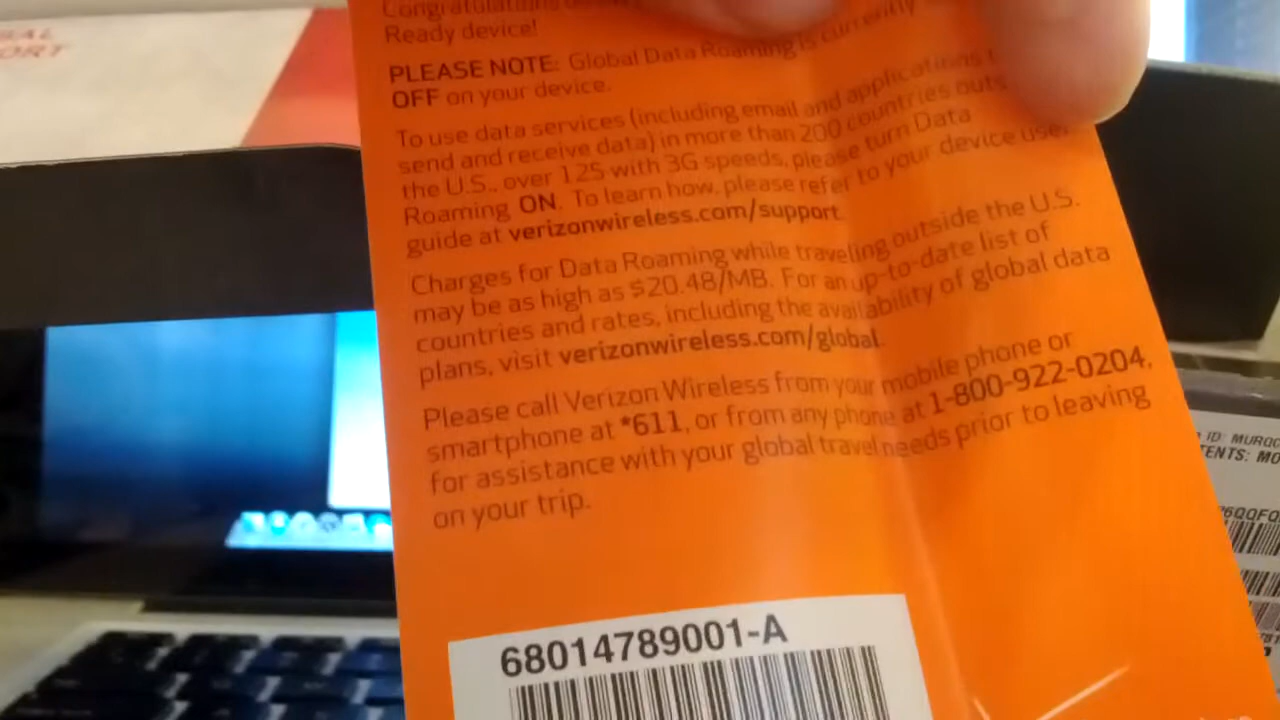 Ready device!
PLEASE NOTE: Global Data Roaming is currently
OFF on your device.
To use data services (including email and applications
send and receive data) in more than 200 countries outs
the U.S., over 125 with 3G speeds, please turn Data
Roaming ON. To learn how, please refer to your device user
guide at verizonwireless.com/support.
Charges for Data Roaming while traveling outside the U.S.
may be as high as $20.48/MB. For an up-to-date list of
countries and rates, including the availability of global data
plans, visit verizonwireless.com/global.
Please call Verizon Wireless from your mobile phone or
smartphone at *611, or from any phone at 1-800-922-0204,
for assistance with your global travel needs prior to leaving
on your trip.
68014789001-A
ID: MURQ
TENTS: MO